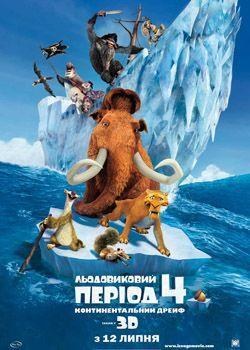 ЛЬОДОВИКОВИЙ
ПЕРІОД 4
КОНТИНЕНТАЛЬНИЙ ДРЕЙФ
3D
З 12 ЛИПНЯ